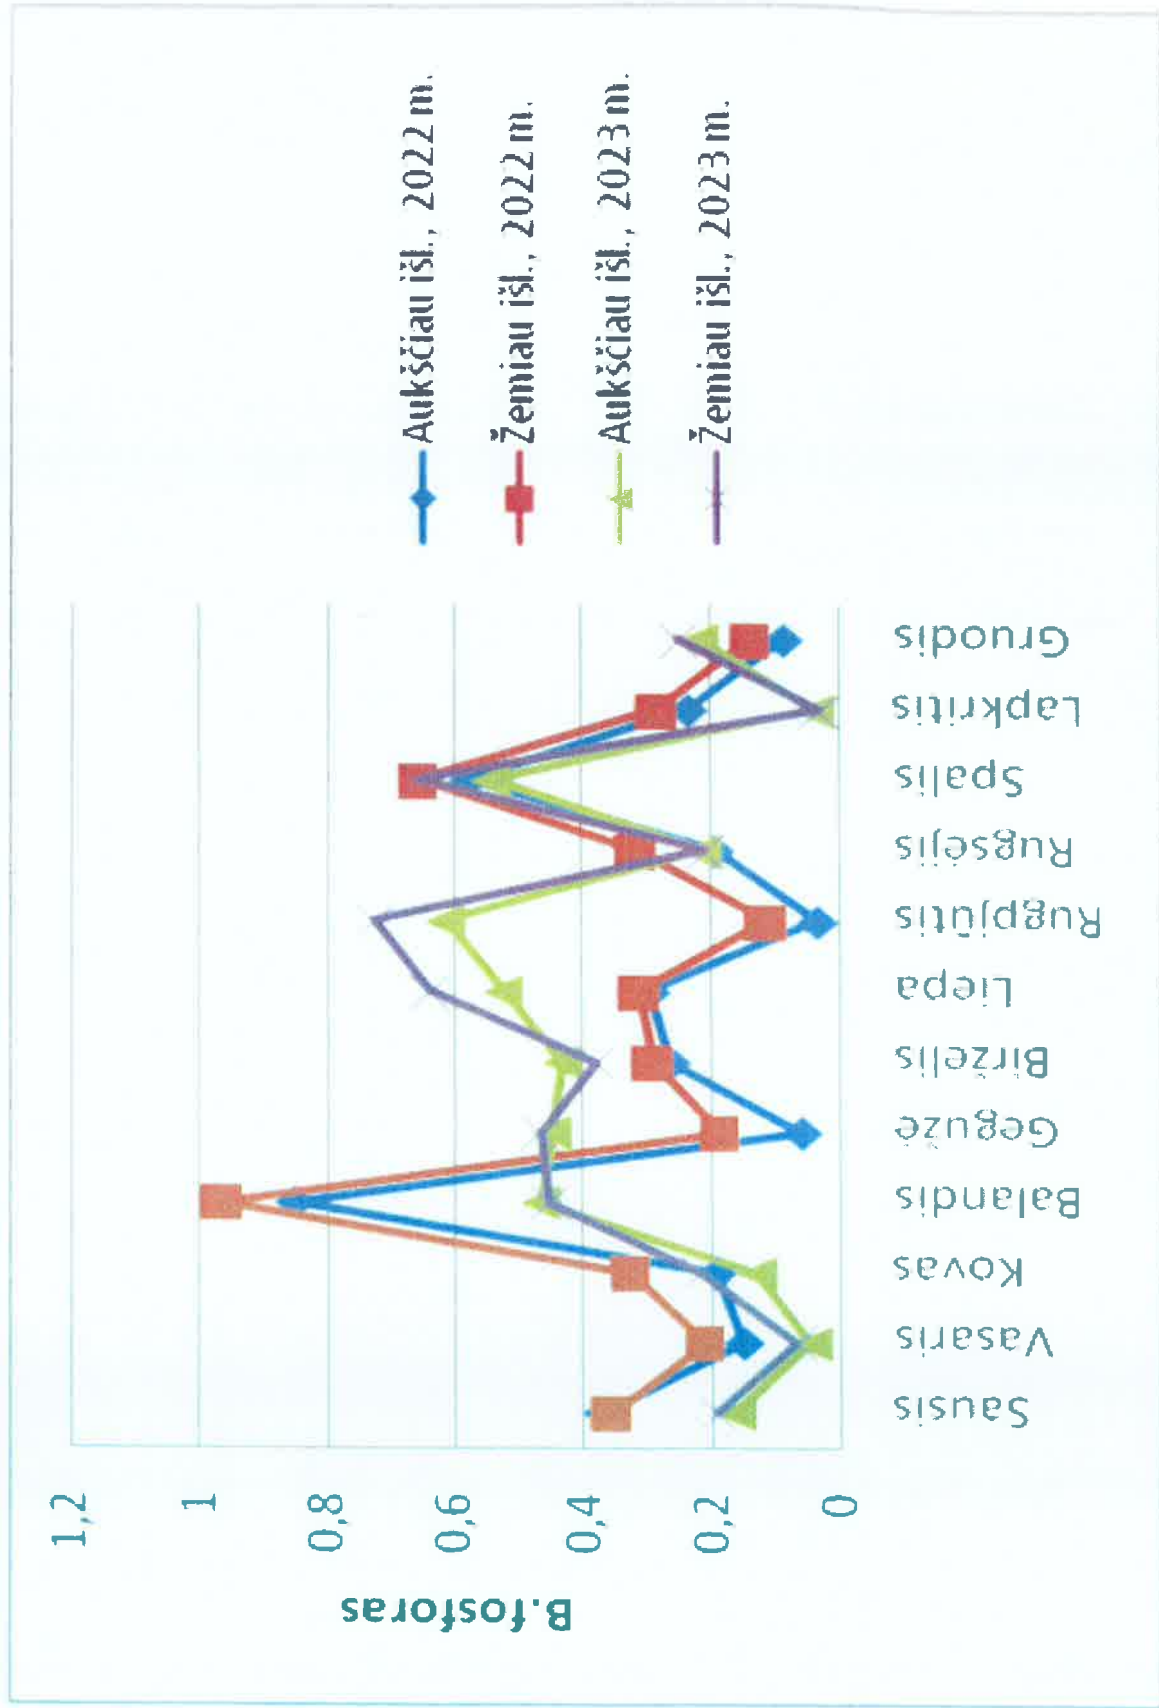 B.fosforas
1,2
1
0,8
0,6
0,4
0,2
0
Sausis
Vasaris
Kovas
Balandis
Gegužė
Birželis
Liepa
Rugpjūtis
Rugsėjis
Spalis
Lapkritis
Gruodis
Aukščiau išl., 2022 m.
Žemiau išl., 2022 m.
Aukščiau išl., 2023 m.
Žemiau išl., 2023 m.